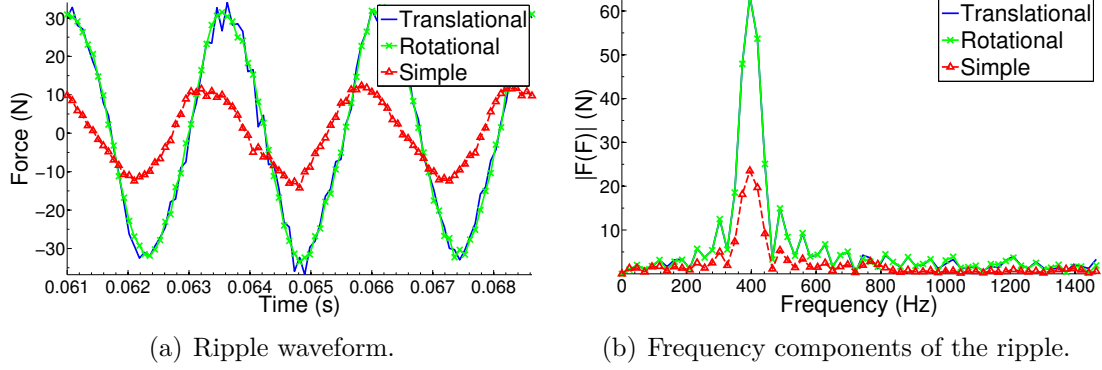 Force (N)
30
20
10
0
−10
−20
−30
0.061 0.062 0.063 0.064 0.065 0.066 0.067 0.068
Time (s)
Translational
Rotational
Simple
(a) Ripple waveform.
|F(F)| (N)
60
50
40
30
20
10
0 200 400 600 800 1000 1200 1400
Frequency (Hz)
Translational
Rotational
Simple
(b) Frequency components of the ripple.